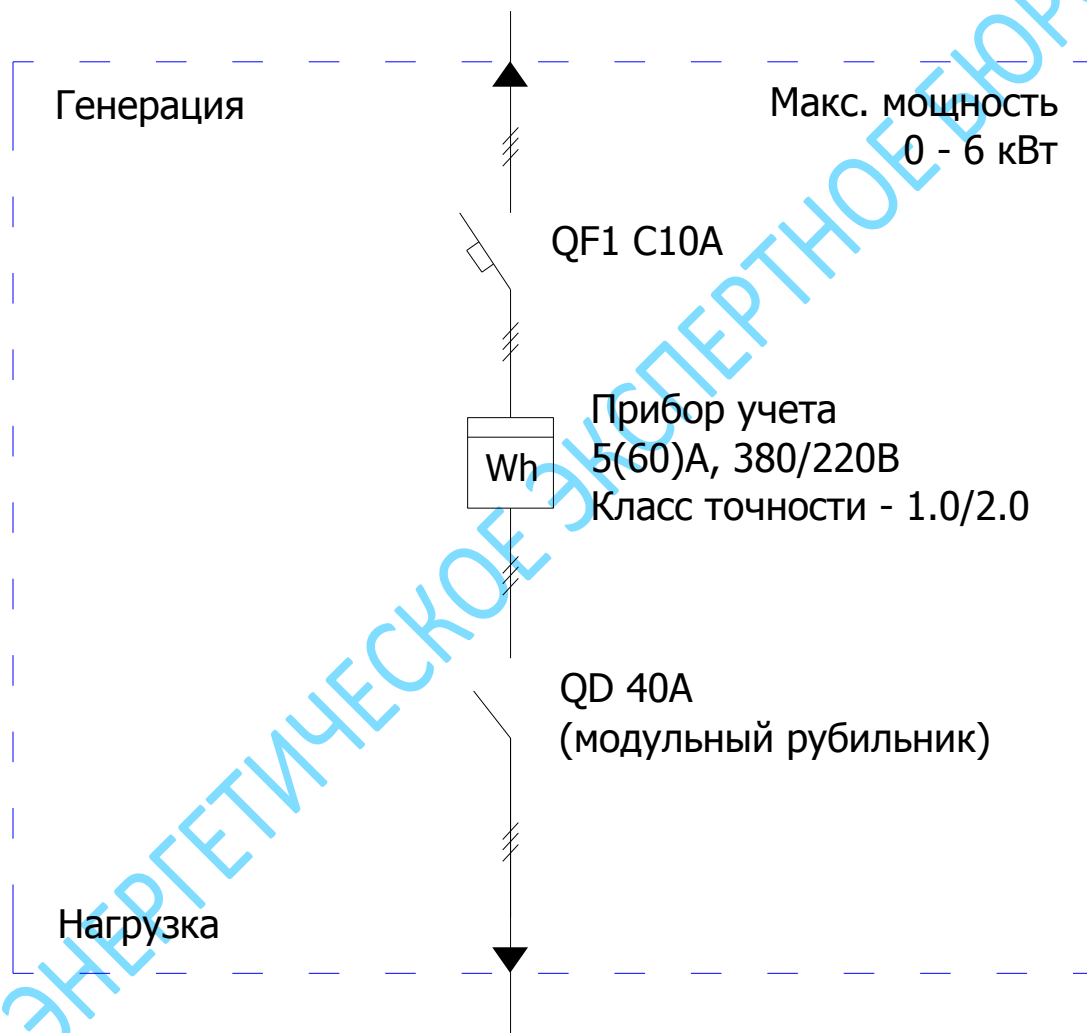 Генерация
Макс. мощность
0 - 6 кВт
QF1 C10A
Прибор учета
5(60)А, 380/220В
Wh
Класс точности - 1.0/2.0
QD 40A
(модульный рубильник)
Нагрузка
ЭНЕРГЕТИЧЕСКОЕ ЭКСПЕРТНОЕ БЮРО